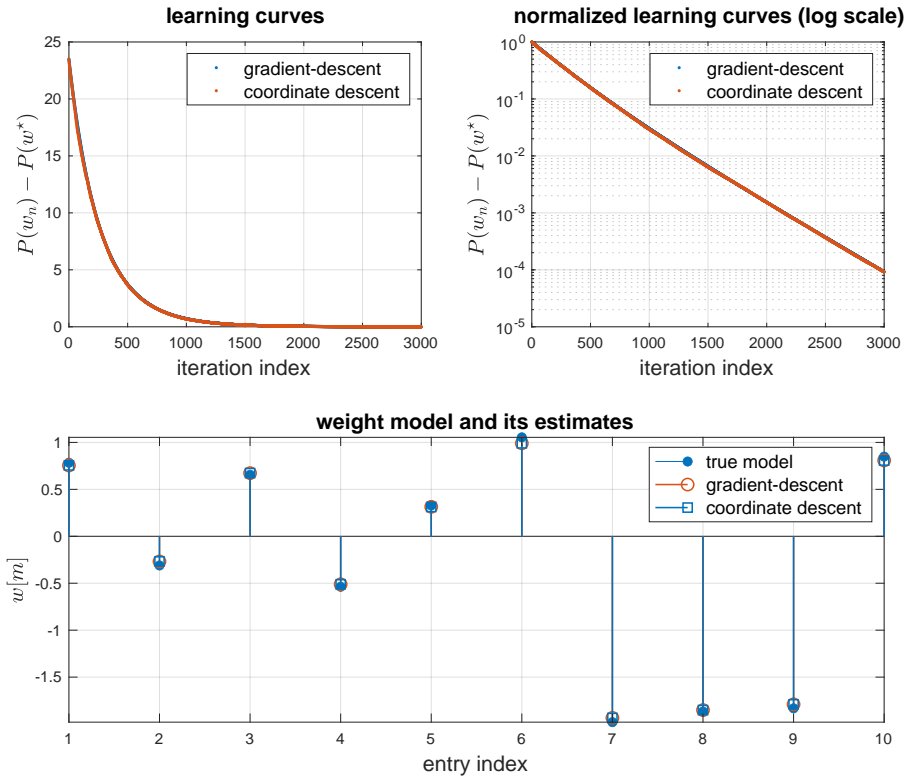 learning curves
25
20
15
10
5
0
0 500 1000 1500 2000 2500 3000
P(w_n) − P(w^⋆)
iteration index
gradient-descent
coordinate descent
normalized learning curves (log scale)
10^0
10^-1
10^-2
10^-3
10^-4
10^-5
0 500 1000 1500 2000 2500 3000
P(w_n) − P(w^⋆)
iteration index
gradient-descent
coordinate descent
weight model and its estimates
1
0.5
0
-0.5
-1
-1.5
1 2 3 4 5 6 7 8 9 10
w[m]
entry index
true model
gradient-descent
coordinate descent